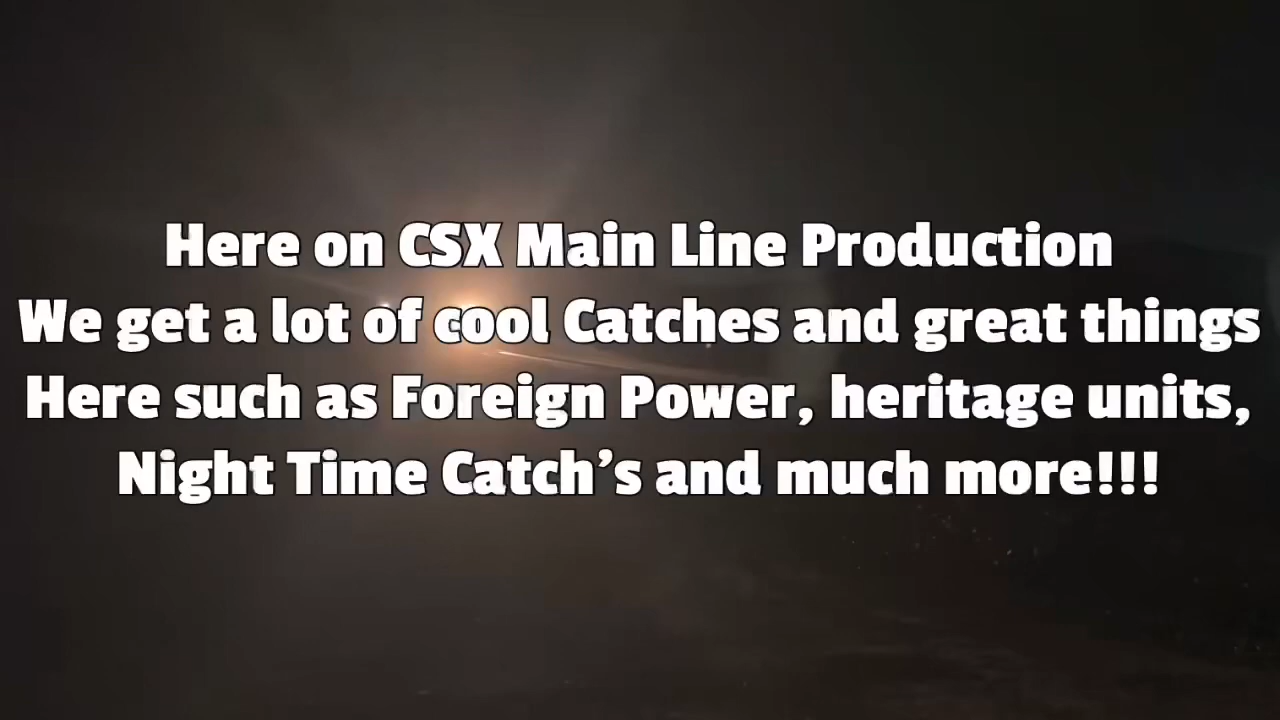 Here on CSX Main Line Production
We get a lot of cool Catches and great things
Here such as Foreign Power, heritage units,
Night Time Catch’s and much more!!!